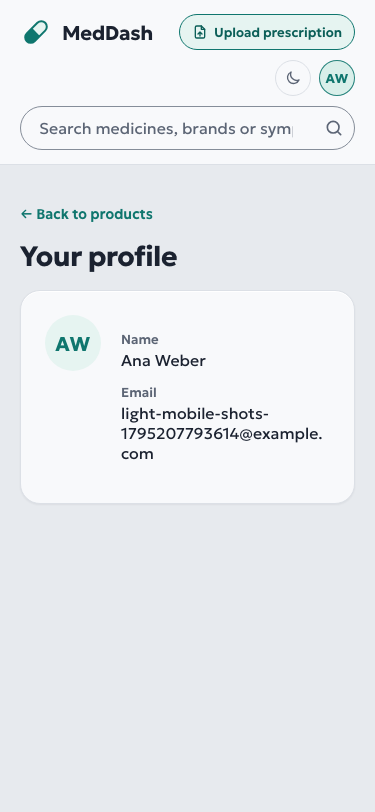 MedDash
Upload prescription
AW
Search medicines, brands or sym
← Back to products
Your profile
AW
Name
Ana Weber
Email
light-mobile-shots-
1795207793614@example.
com